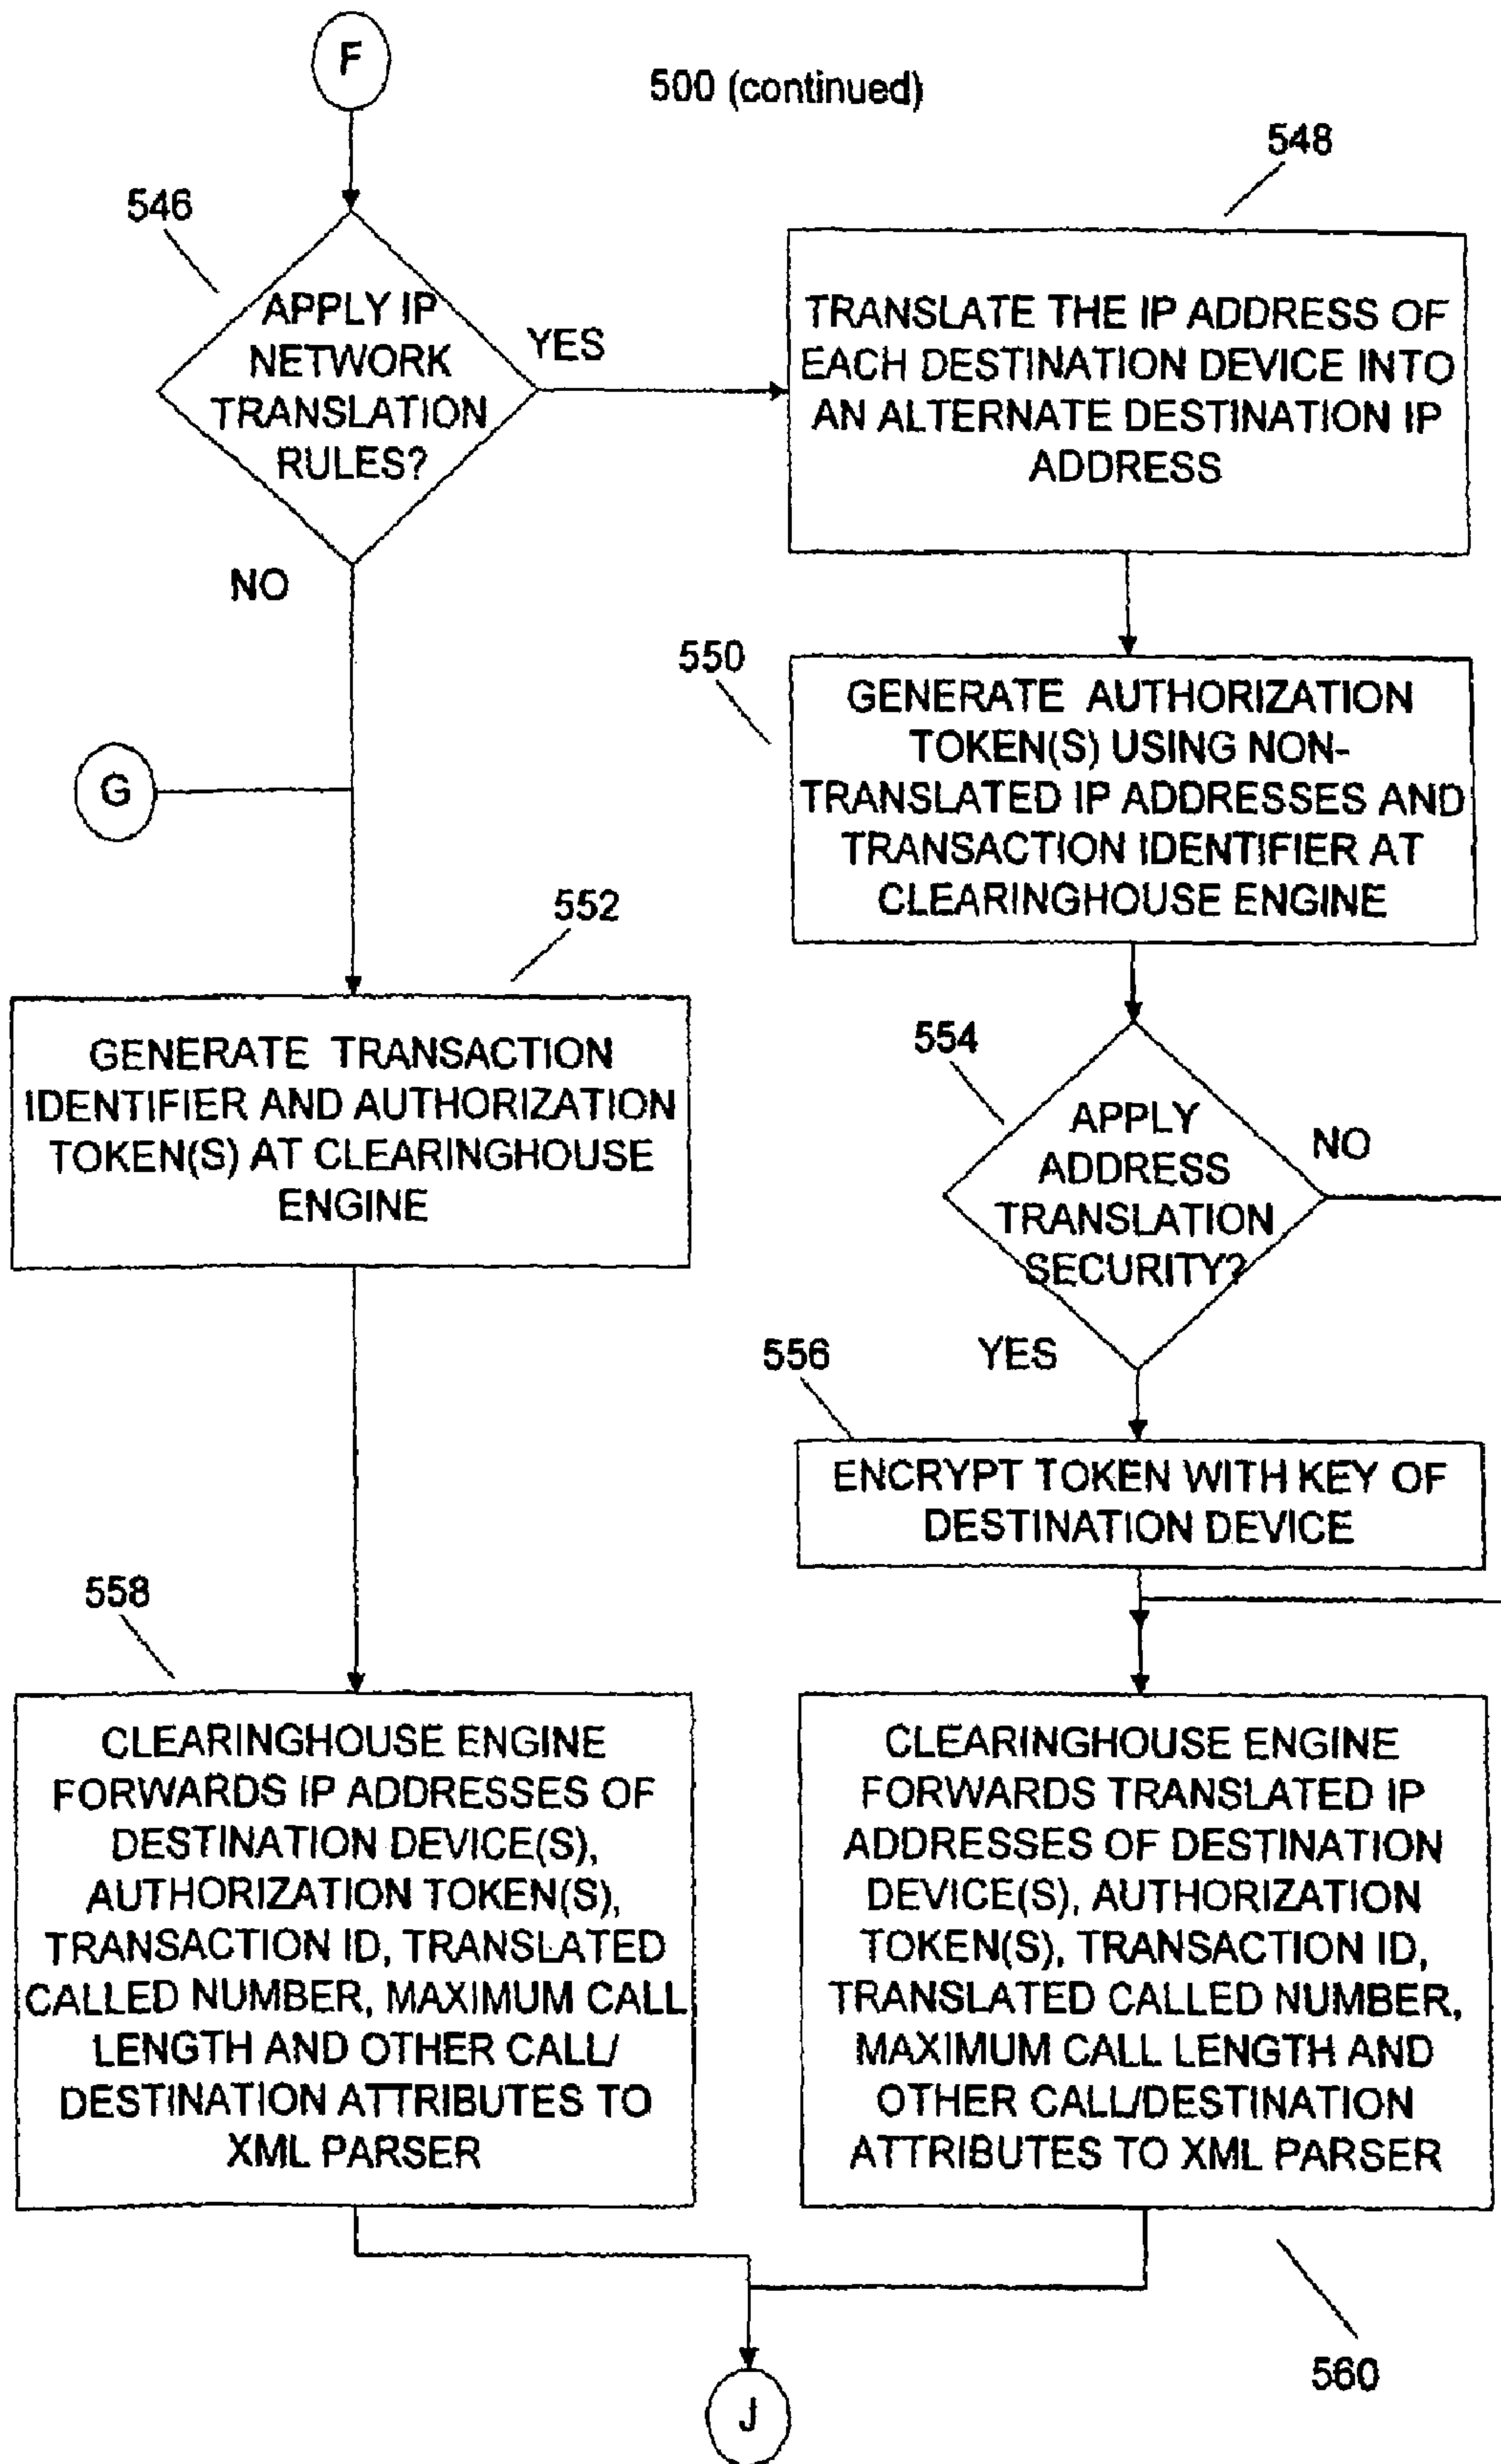 F
500 (continued)
548
546
APPLY IP
NETWORK
TRANSLATION
RULES?
YES
NO
TRANSLATE THE IP ADDRESS OF
EACH DESTINATION DEVICE INTO
AN ALTERNATE DESTINATION IP
ADDRESS
550
GENERATE AUTHORIZATION
TOKEN(S) USING NON-
TRANSLATED IP ADDRESSES AND
TRANSACTION IDENTIFIER AT
CLEARINGHOUSE ENGINE
G
552
GENERATE TRANSACTION
IDENTIFIER AND AUTHORIZATION
TOKEN(S) AT CLEARINGHOUSE
ENGINE
554
APPLY
ADDRESS
TRANSLATION
SECURITY?
NO
YES
556
ENCRYPT TOKEN WITH KEY OF
DESTINATION DEVICE
558
CLEARINGHOUSE ENGINE
FORWARDS IP ADDRESSES OF
DESTINATION DEVICE(S),
AUTHORIZATION TOKEN(S),
TRANSACTION ID, TRANSLATED
CALLED NUMBER, MAXIMUM CALL
LENGTH AND OTHER CALL/
DESTINATION ATTRIBUTES TO
XML PARSER
CLEARINGHOUSE ENGINE
FORWARDS TRANSLATED IP
ADDRESSES OF DESTINATION
DEVICE(S), AUTHORIZATION
TOKEN(S), TRANSACTION ID,
TRANSLATED CALLED NUMBER,
MAXIMUM CALL LENGTH AND
OTHER CALL/DESTINATION
ATTRIBUTES TO XML PARSER
560
J